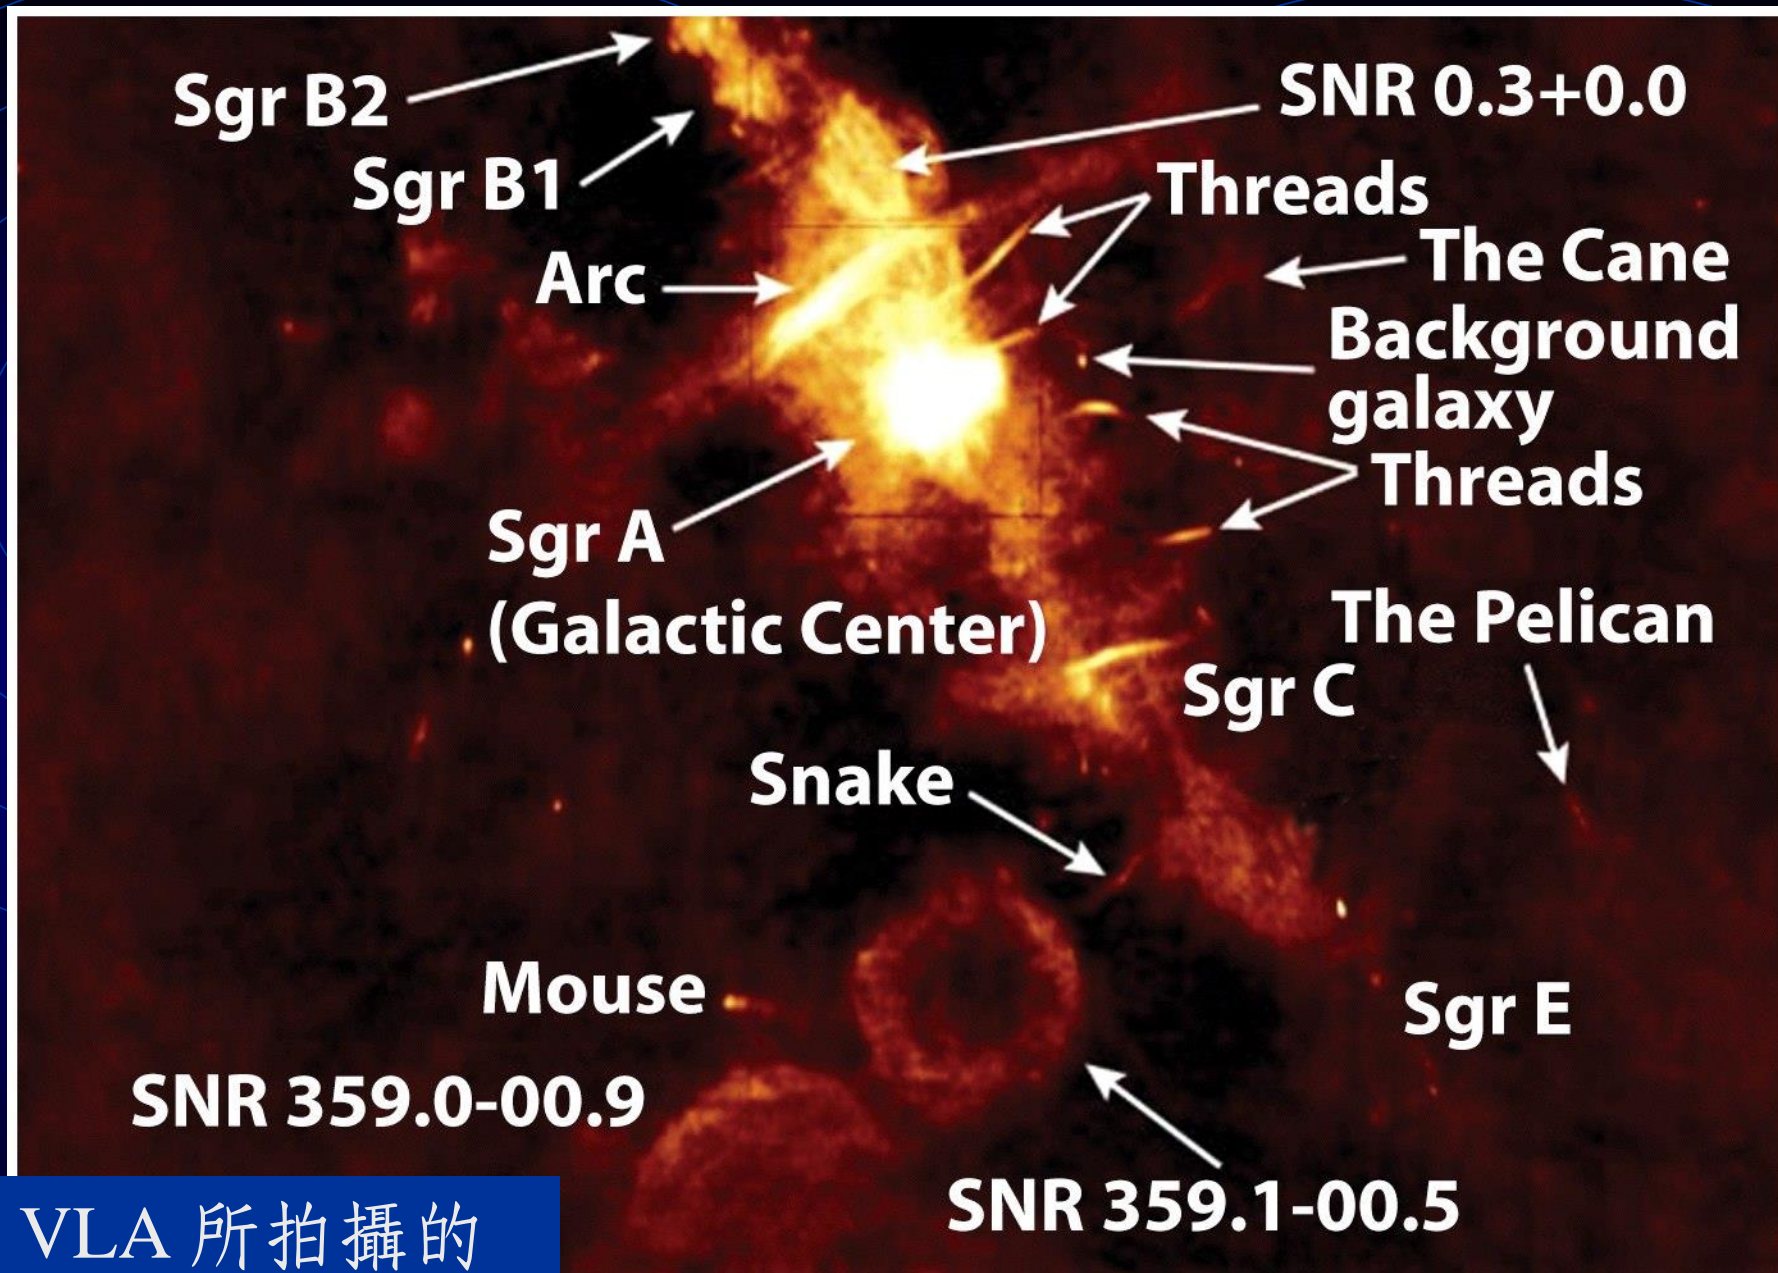 Sgr B2
SNR 0.3+0.0
Sgr B1
Threads
Arc
The Cane
Background
galaxy
Threads
Sgr A
(Galactic Center)
The Pelican
Sgr C
Snake
Mouse
Sgr E
SNR 359.0-00.9
SNR 359.1-00.5
VLA 所拍攝的